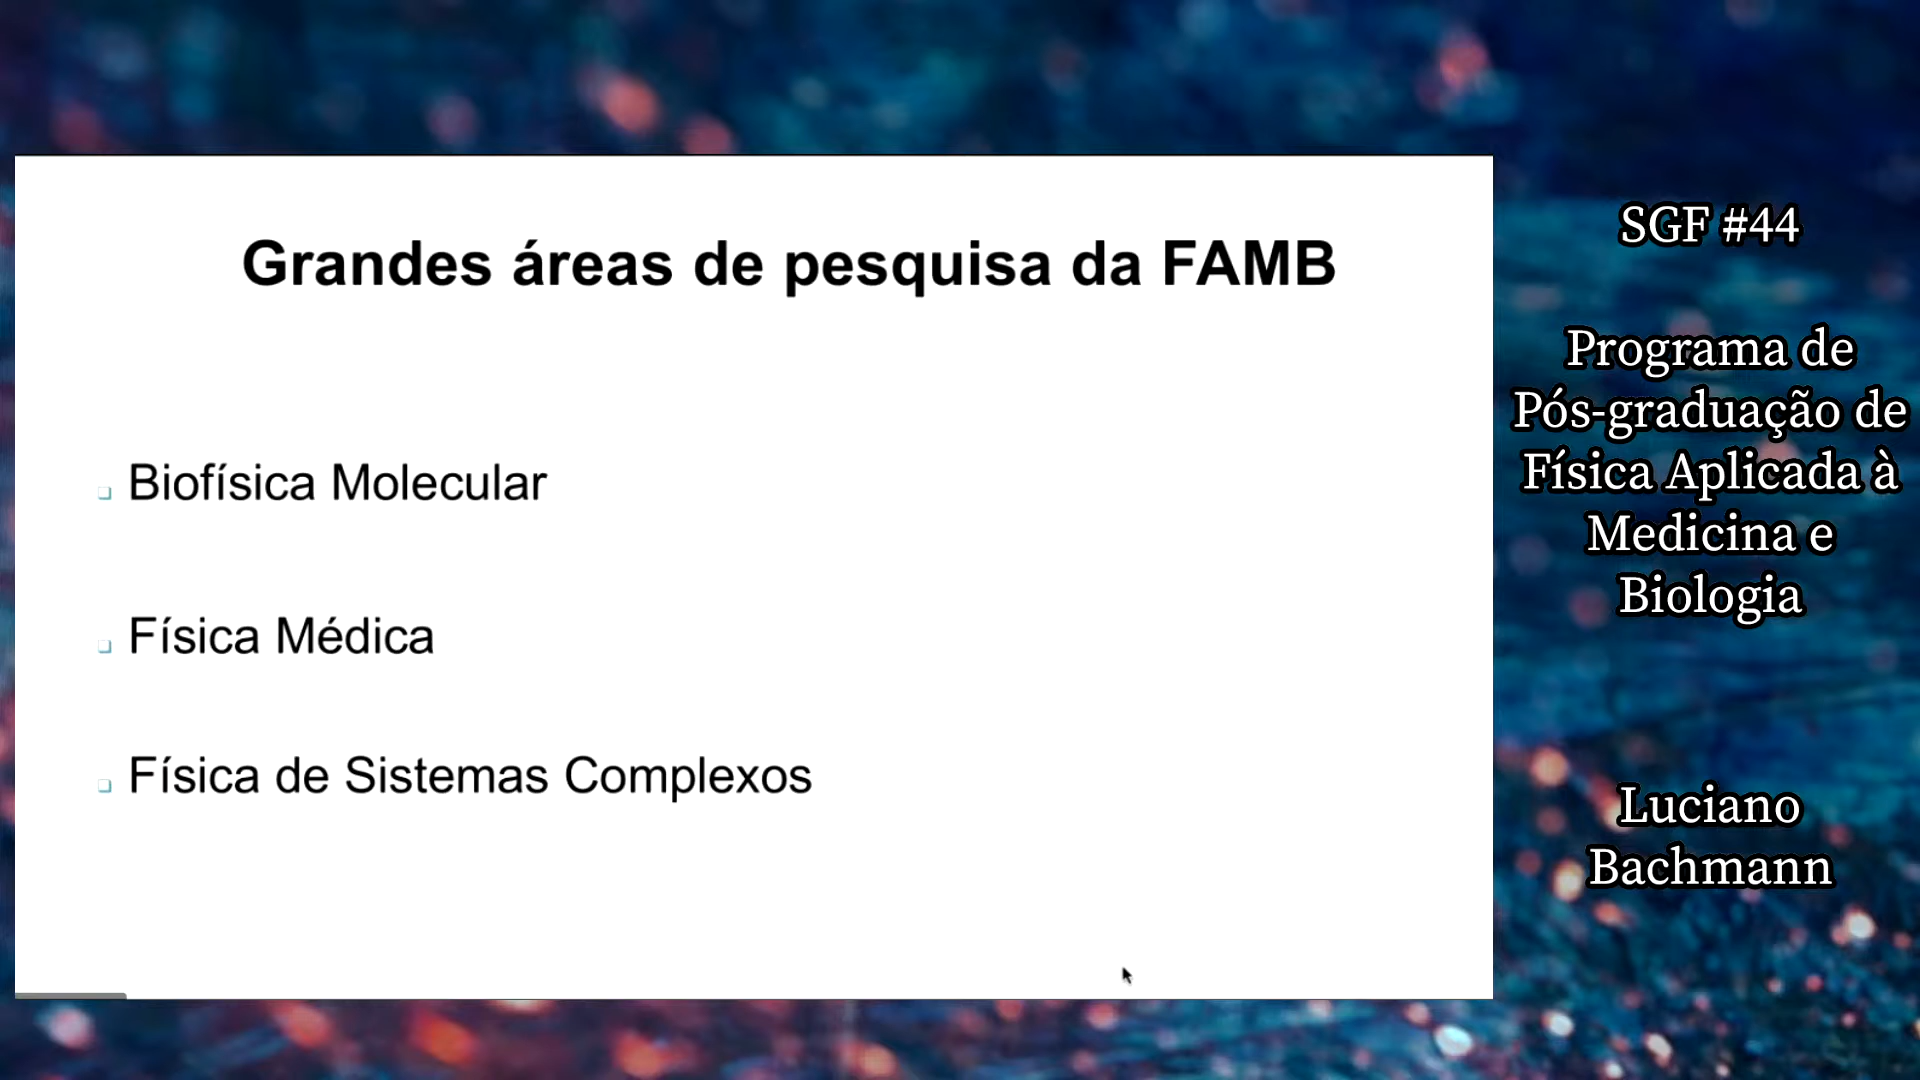 Grandes áreas de pesquisa da FAMB
Biofísica Molecular
Física Médica
Física de Sistemas Complexos
SGF #44
Programa de
Pós-graduação de
Física Aplicada à
Medicina e
Biologia
Luciano
Bachmann